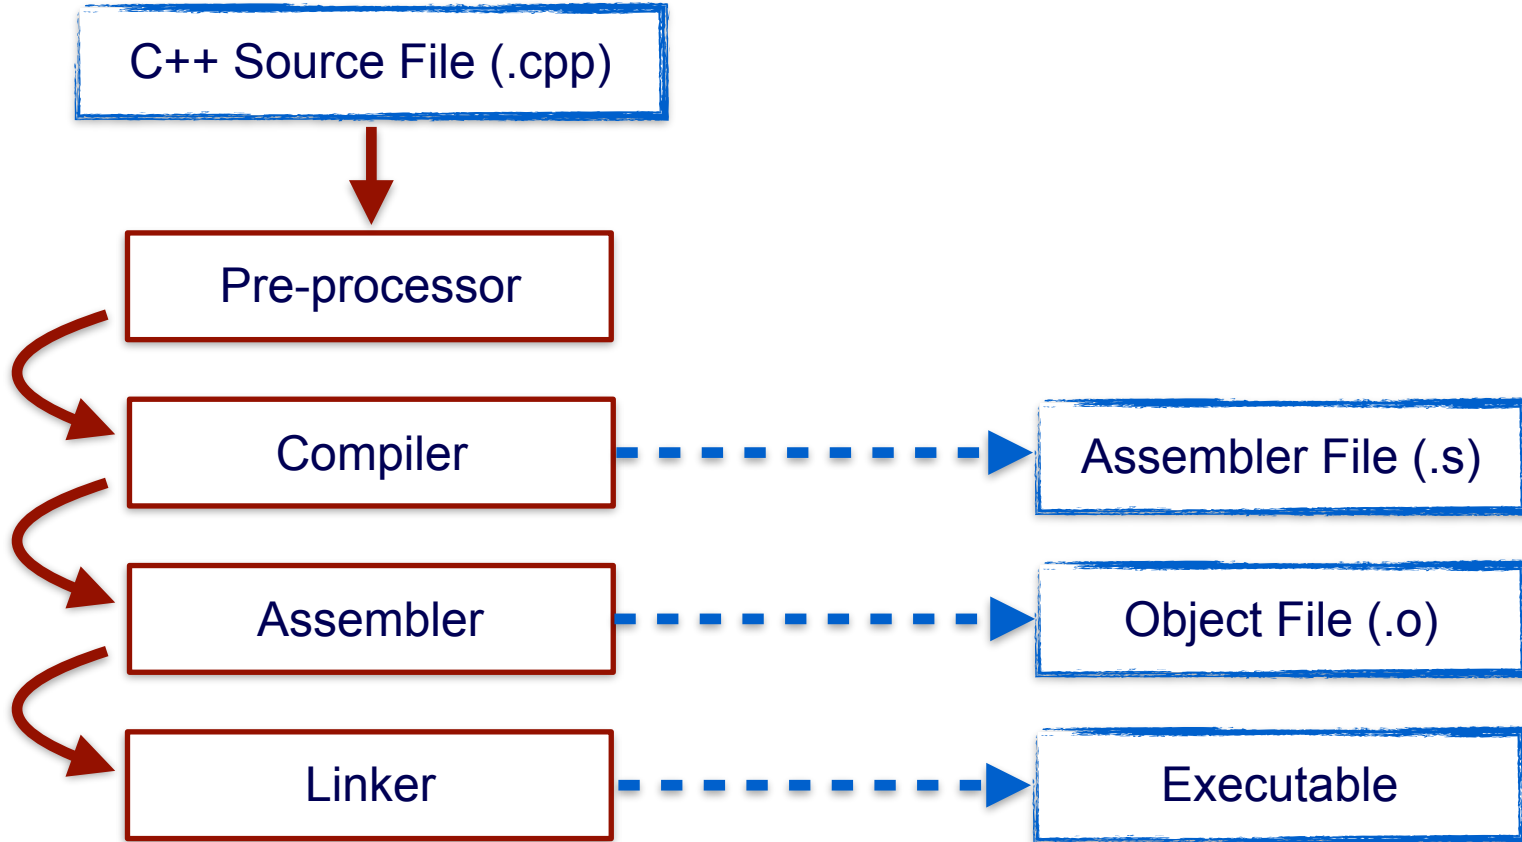 C++ Source File (.cpp)
Pre-processor
Compiler
Assembler File (.s)
Assembler
Object File (.o)
Linker
Executable